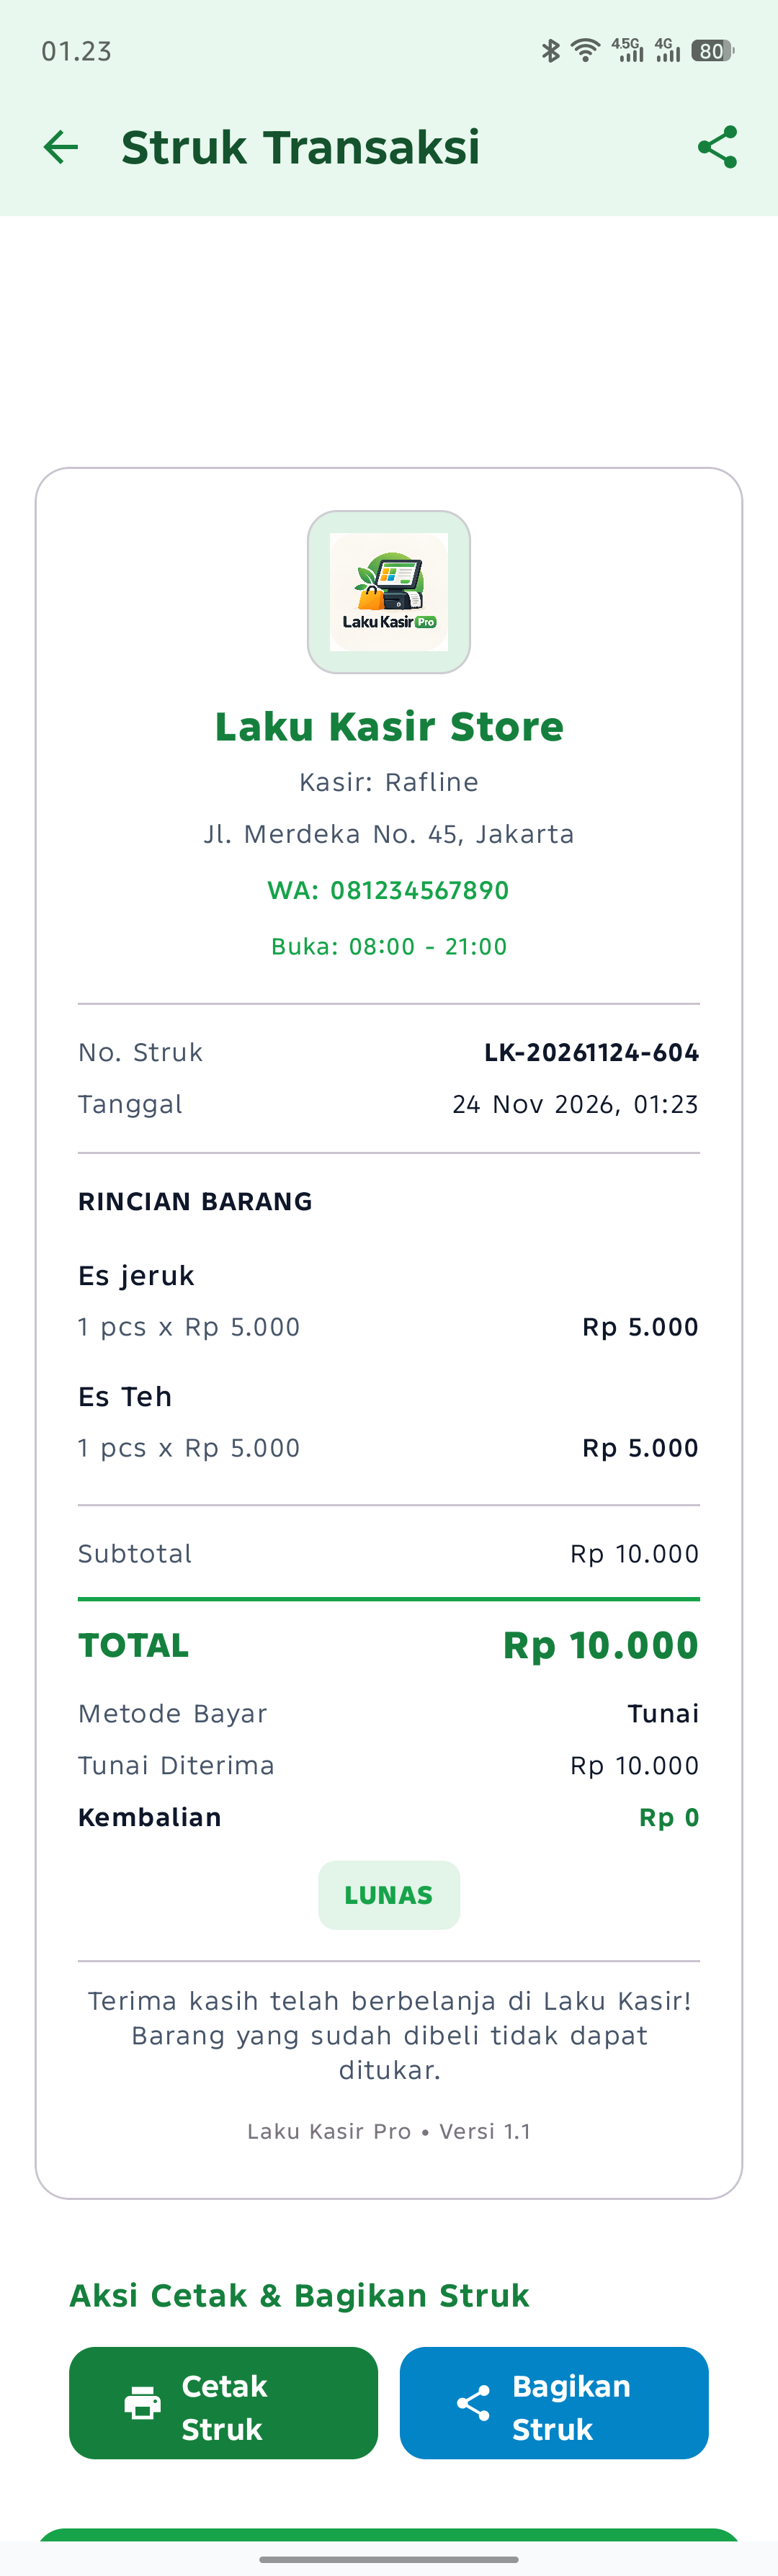 01.23
4.5G 4G 80
Struk Transaksi
Laku Kasir Pro
Laku Kasir Store
Kasir: Rafline
Jl. Merdeka No. 45, Jakarta
WA: 081234567890
Buka: 08:00 - 21:00
No. Struk LK-20261124-604
Tanggal 24 Nov 2026, 01:23
RINCIAN BARANG
Es jeruk
1 pcs x Rp 5.000 Rp 5.000
Es Teh
1 pcs x Rp 5.000 Rp 5.000
Subtotal Rp 10.000
TOTAL Rp 10.000
Metode Bayar Tunai
Tunai Diterima Rp 10.000
Kembalian Rp 0
LUNAS
Terima kasih telah berbelanja di Laku Kasir!
Barang yang sudah dibeli tidak dapat
ditukar.
Laku Kasir Pro • Versi 1.1
Aksi Cetak & Bagikan Struk
Cetak
Struk
Bagikan
Struk